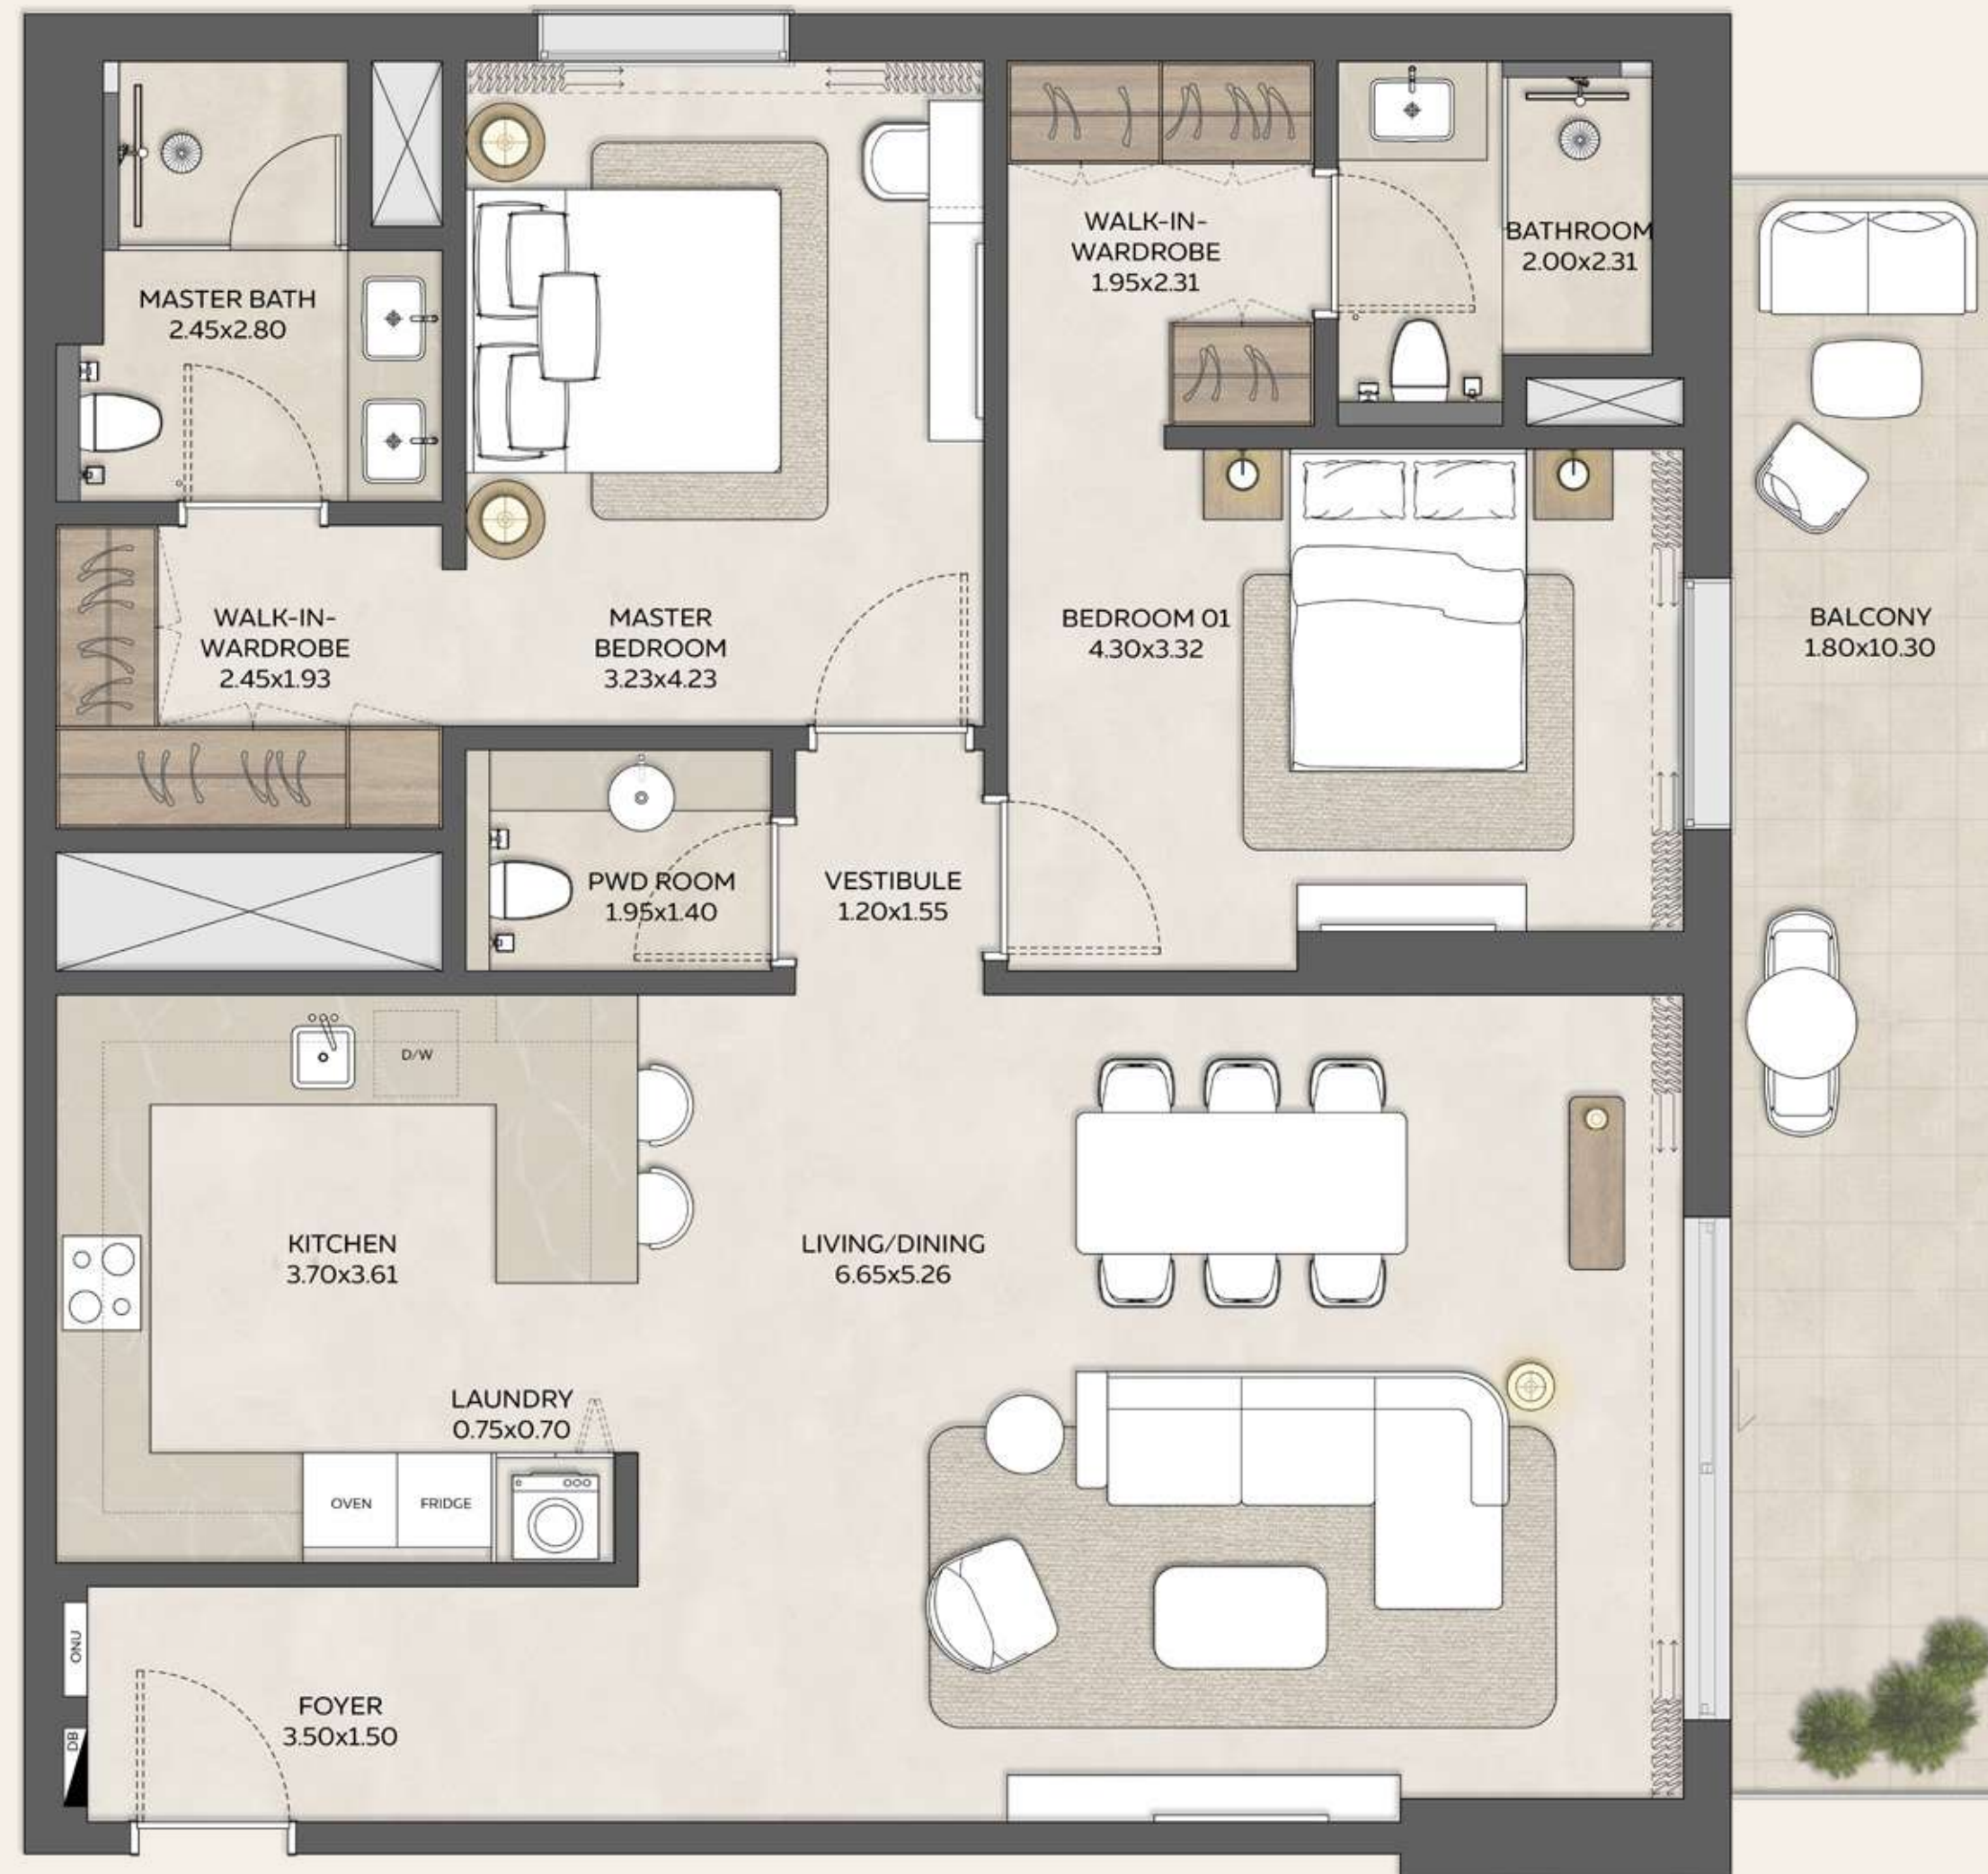 WALK-IN-
WARDROBE
1.95x2.31
BATHROOM
2.00x2.31
MASTER BATH
2.45x2.80
WALK-IN-
WARDROBE
2.45x1.93
MASTER
BEDROOM
3.23x4.23
BEDROOM 01
4.30x3.32
BALCONY
1.80x10.30
PWD ROOM
1.95x1.40
VESTIBULE
1.20x1.55
D/W
KITCHEN
3.70x3.61
LIVING/DINING
6.65x5.26
LAUNDRY
0.75x0.70
OVEN
FRIDGE
ONU
FOYER
3.50x1.50
DB